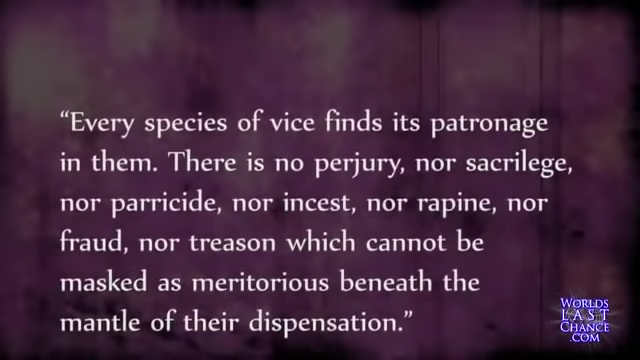 “Every species of vice finds its patronage
in them. There is no perjury, nor sacrilege,
nor parricide, nor incest, nor rapine, nor
fraud, nor treason which cannot be
masked as meritorious beneath the
mantle of their dispensation.”
WORLDS
LAST
CHANCE
.COM